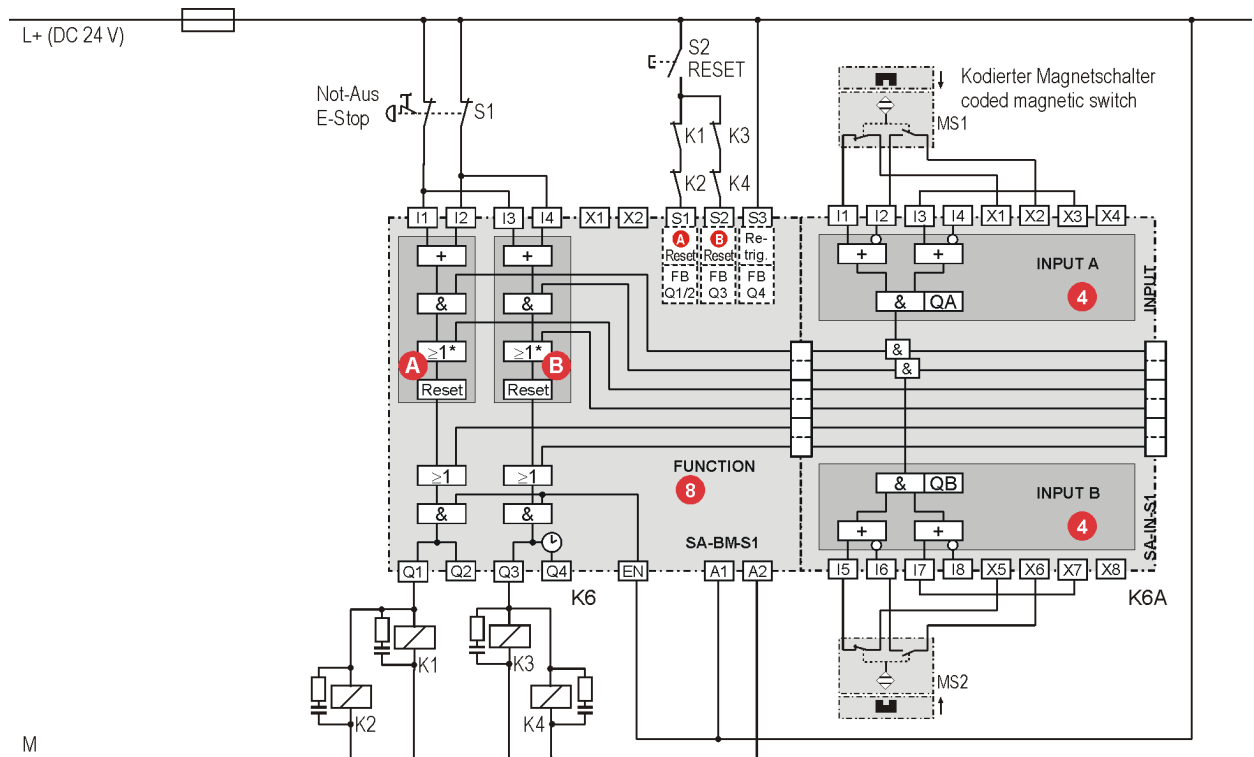 L+ (DC 24 V)
S2
RESET
Not-Aus
E-Stop
S1
Kodierter Magnetschalter
coded magnetic switch
MS1
K1
K3
K2
K4
I1 I2 I3 I4 X1 X2 S1 S2 S3
I1 I2 I3 I4 X1 X2 X3 X4
A
Reset
B
Reset
Re-
trig.
FB
Q1/2
FB
Q3
FB
Q4
+ +
& &
≥1* ≥1*
A B
Reset Reset
≥1 ≥1
& &
+ +
INPUT A
4
& QA
INPUT
&
&
FUNCTION
8
SA-BM-S1
& QB
INPUT B
4
+ +
SA-IN-S1
Q1 Q2 Q3 Q4 EN A1 A2
I5 I6 I7 I8 X5 X6 X7 X8
K6
K6A
K1
K3
K2
K4
MS2
M